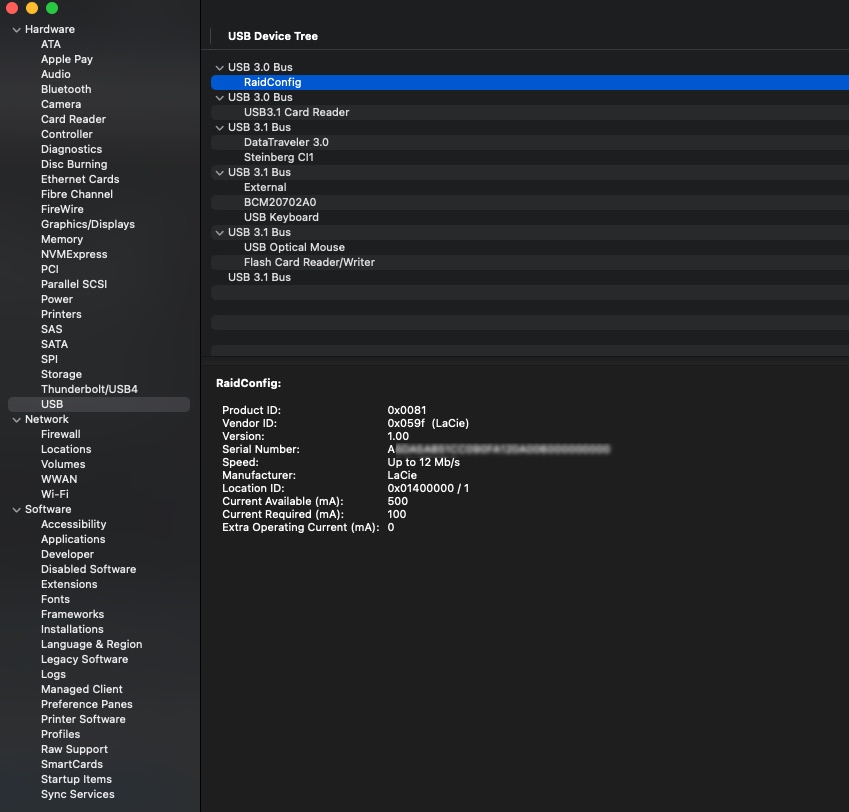 Hardware
ATA
Apple Pay
Audio
Bluetooth
Camera
Card Reader
Controller
Diagnostics
Disc Burning
Ethernet Cards
Fibre Channel
FireWire
Graphics/Displays
Memory
NVMExpress
PCI
Parallel SCSI
Power
Printers
SAS
SATA
SPI
Storage
Thunderbolt/USB4
USB
Network
Firewall
Locations
Volumes
WWAN
Wi-Fi
Software
Accessibility
Applications
Developer
Disabled Software
Extensions
Fonts
Frameworks
Installations
Language & Region
Legacy Software
Logs
Managed Client
Preference Panes
Printer Software
Profiles
Raw Support
SmartCards
Startup Items
Sync Services
USB Device Tree
USB 3.0 Bus
RaidConfig
USB 3.0 Bus
USB3.1 Card Reader
USB 3.1 Bus
DataTraveler 3.0
Steinberg CI1
USB 3.1 Bus
External
BCM20702A0
USB Keyboard
USB 3.1 Bus
USB Optical Mouse
Flash Card Reader/Writer
USB 3.1 Bus
RaidConfig:
Product ID: 0x0081
Vendor ID: 0x059f (LaCie)
Version: 1.00
Serial Number: A
Speed: Up to 12 Mb/s
Manufacturer: LaCie
Location ID: 0x01400000 / 1
Current Available (mA): 500
Current Required (mA): 100
Extra Operating Current (mA): 0